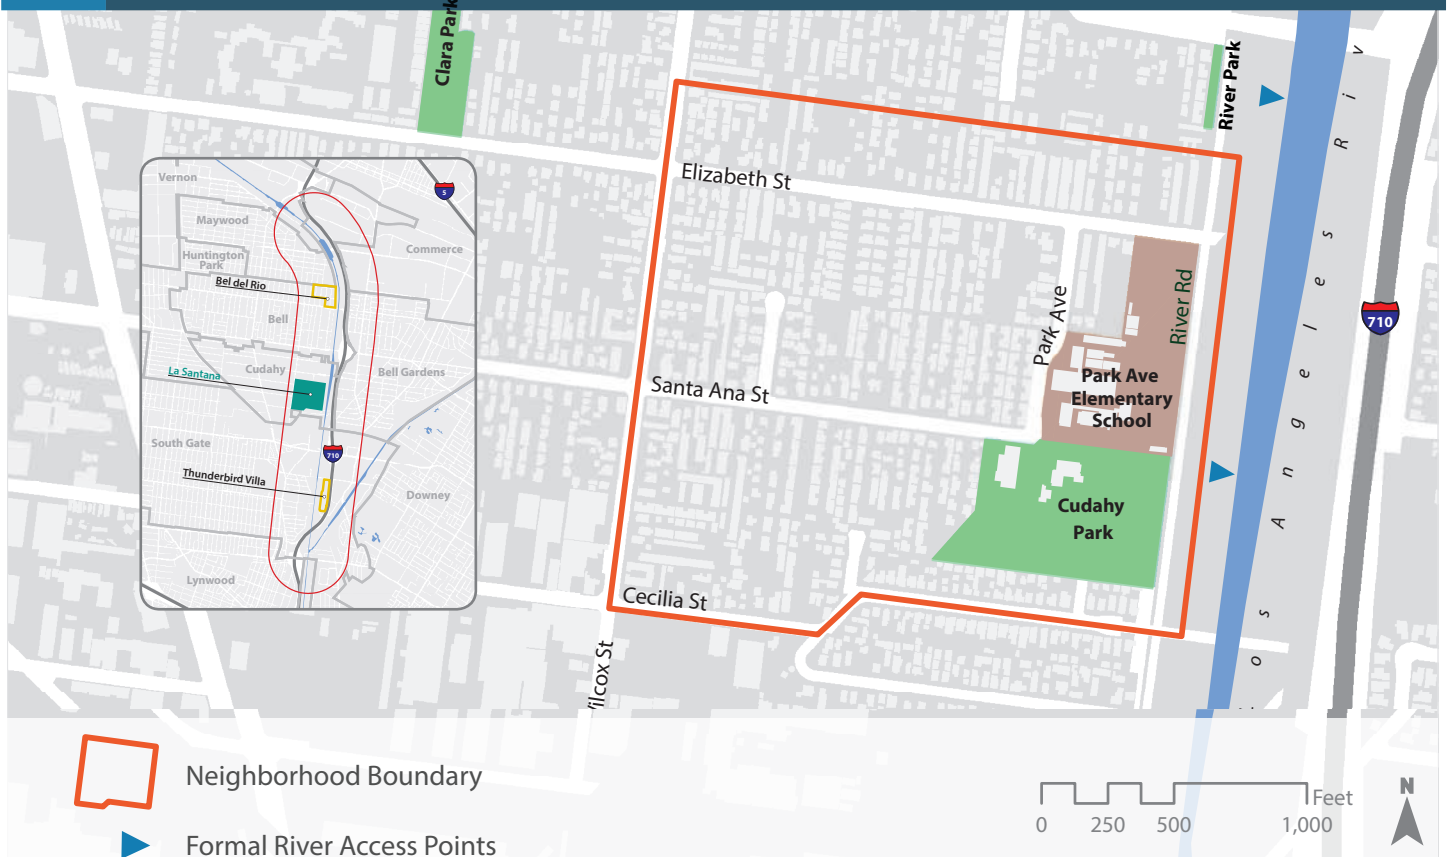 Clara Park
River Park
Elizabeth St
River Rd
Park Ave
710
Park Ave
Elementary
School
Santa Ana St
Cudahy
Park
Cecilia St
Los Angeles River
Vernon
5
Maywood
Commerce
Huntington
Park
Bel del Rio
Bell
La Santana
Cudahy
Bell Gardens
South Gate
710
Thunderbird Villa
Downey
Lynwood
Neighborhood Boundary
Formal River Access Points
Feet
0 250 500 1,000
N